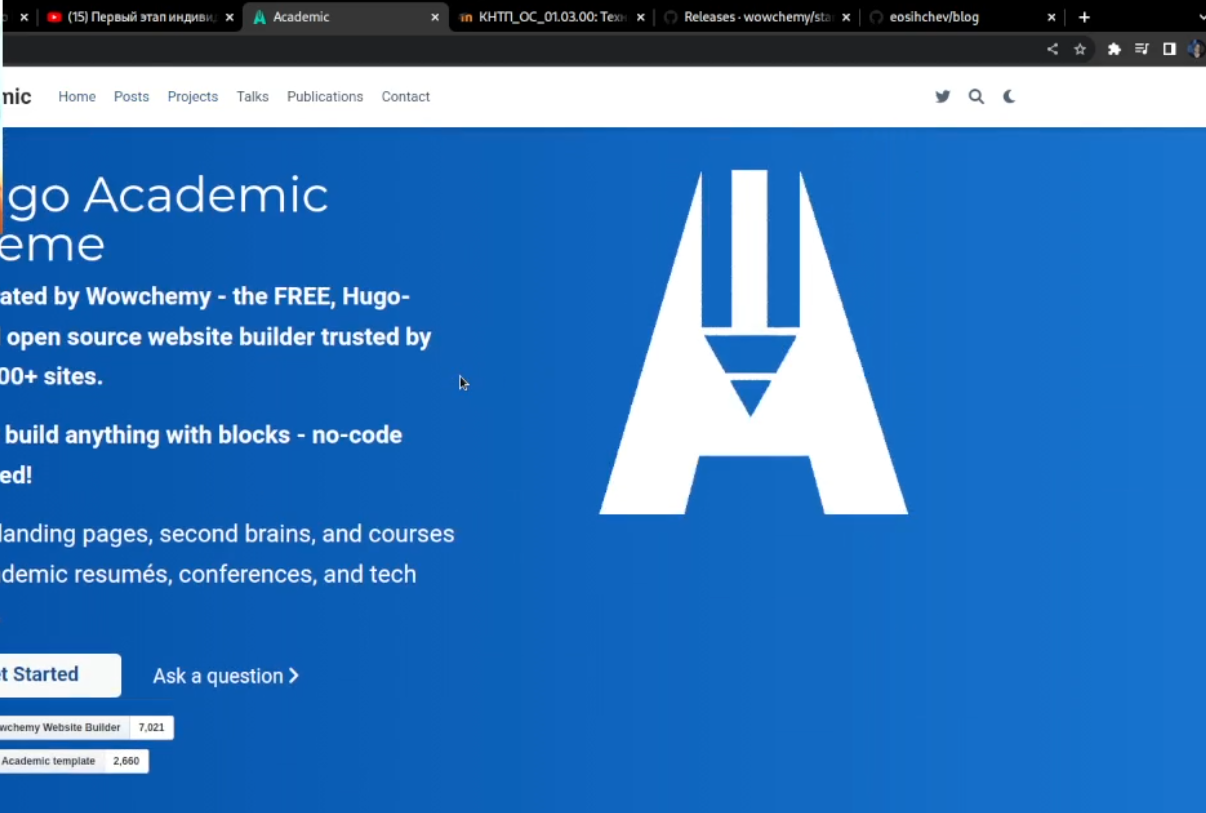 (15) Первый этап индиви
Academic
КНТП_ОС_01.03.00: Техн
Releases · wowchemy/sta
eosihchev/blog
nic
Home
Posts
Projects
Talks
Publications
Contact
go Academic
eme
ated by Wowchemy - the FREE, Hugo-
open source website builder trusted by
00+ sites.
build anything with blocks - no-code
ed!
landing pages, second brains, and courses
demic resumés, conferences, and tech
t Started
Ask a question
wchemy Website Builder 7,021
Academic template 2,660